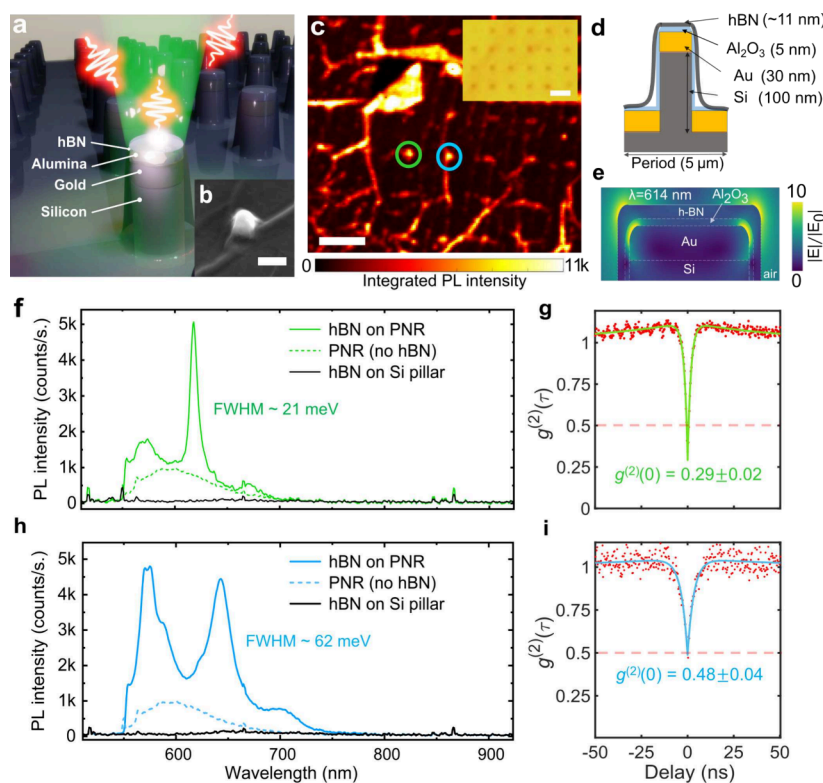 a
hBN
Alumina
Gold
Silicon
b
c
0
11k
Integrated PL intensity
d
hBN (~11 nm)
Al₂O₃ (5 nm)
Au (30 nm)
Si (100 nm)
Period (5 μm)
e
λ=614 nm
Al₂O₃
h-BN
Au
Si
air
10
0
|E|/|E₀|
f
5k
4k
3k
2k
1k
0
PL intensity (counts/s.)
hBN on PNR
PNR (no hBN)
hBN on Si pillar
FWHM ~ 21 meV
g
1
0.5
0.25
g⁽²⁾(τ)
g⁽²⁾(0) = 0.29±0.02
h
5k
4k
3k
2k
1k
0
PL intensity (counts/s.)
hBN on PNR
PNR (no hBN)
hBN on Si pillar
FWHM ~ 62 meV
600
700
800
900
Wavelength (nm)
i
1
0.5
0.25
g⁽²⁾(τ)
g⁽²⁾(0) = 0.48±0.04
-50
-25
0
25
50
Delay (ns)